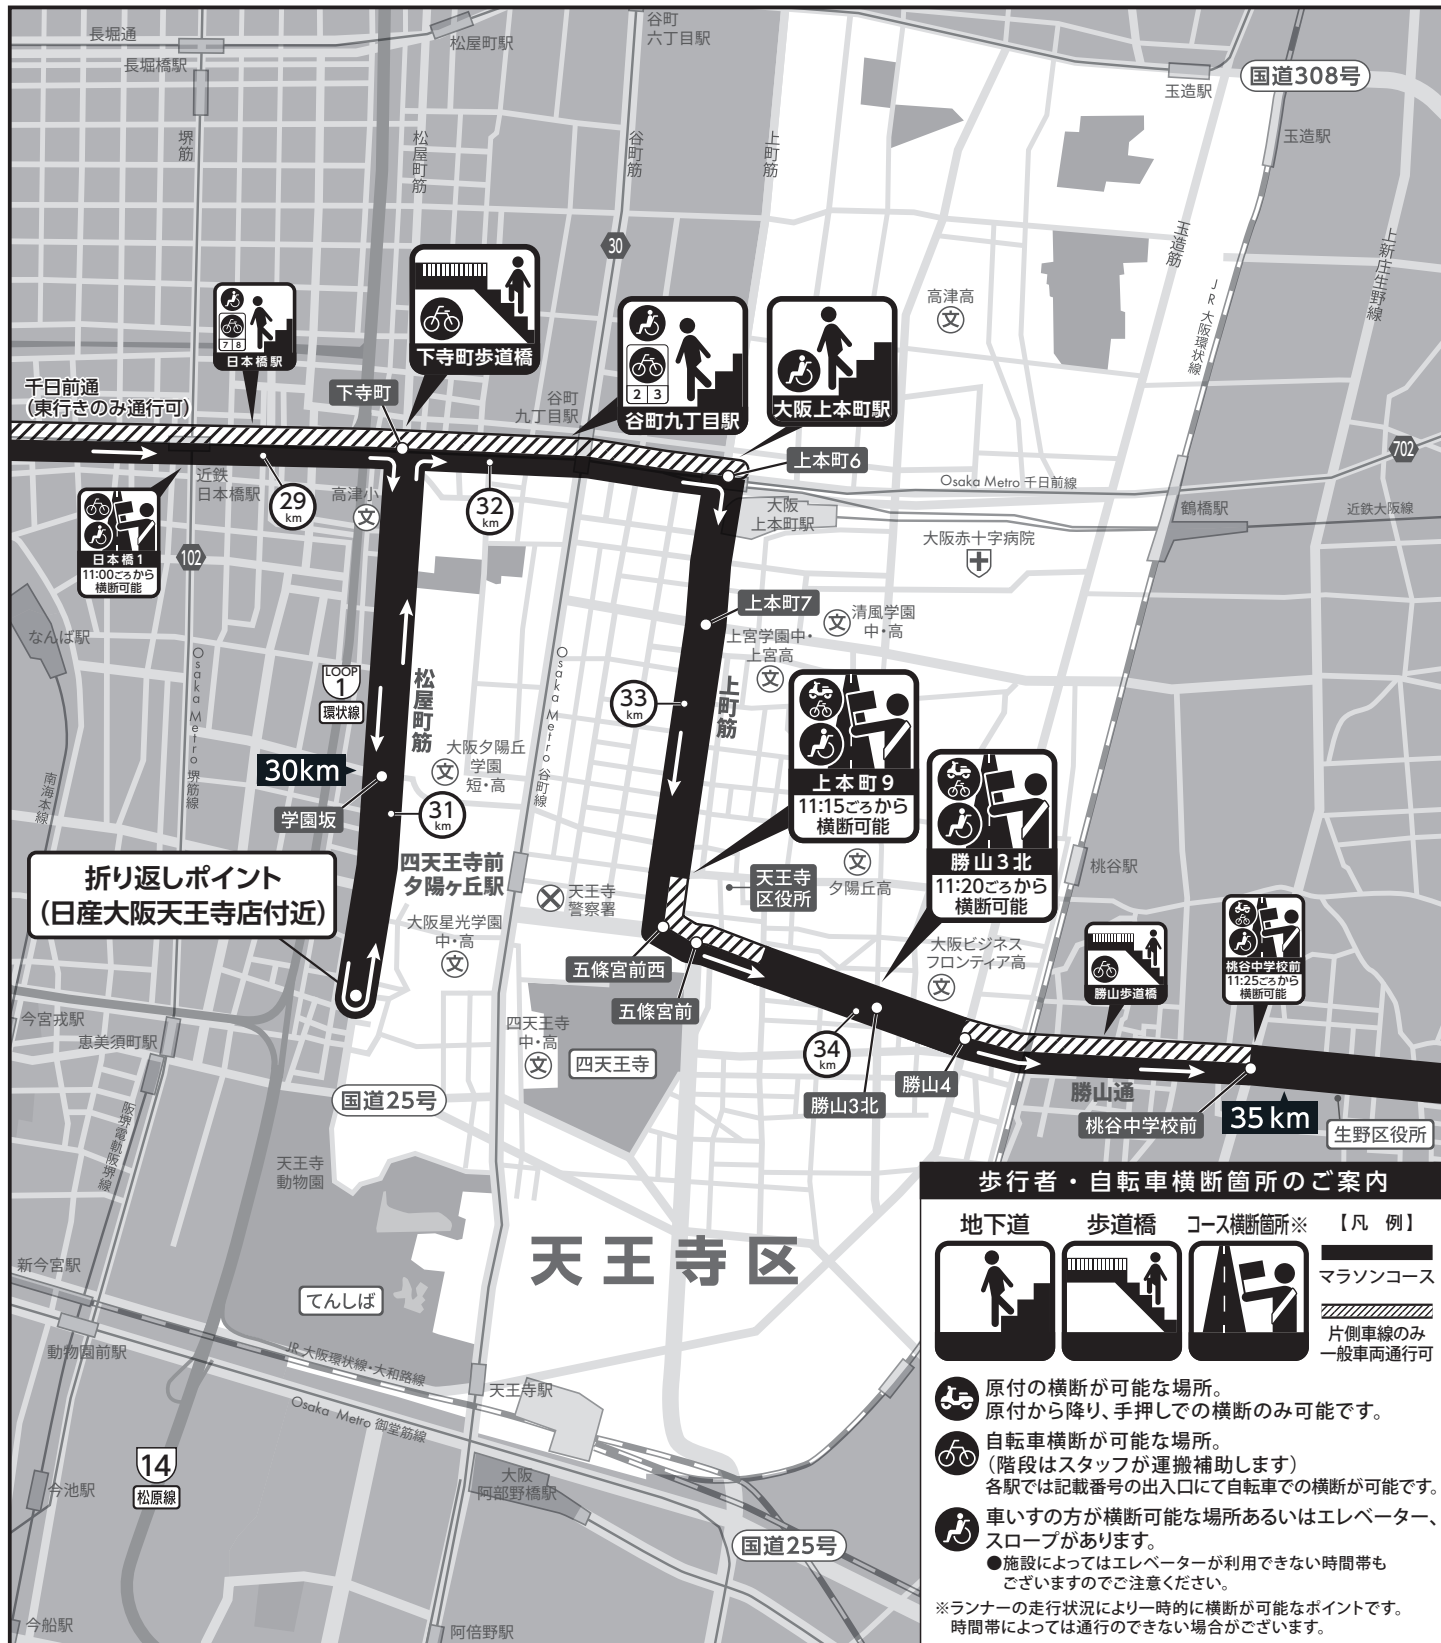 長堀通
長堀橋駅
松屋町駅
谷町
六丁目駅
玉造駅
国道308号
玉造駅
堺筋
松屋町筋
谷町筋
上町筋
玉造筋
上新庄生野線
JR大阪環状線
30
高津高
文
日本橋駅
7 8
下寺町歩道橋
谷町九丁目駅
2 3
大阪上本町駅
千日前通
(東行きのみ通行可)
下寺町
谷町
九丁目駅
上本町6
702
Osaka Metro 千日前線
近鉄
日本橋駅
29
km
高津小
文
32
km
大阪
上本町駅
鶴橋駅
近鉄大阪線
日本橋1
11:00ごろから
横断可能
102
大阪赤十字病院
上本町7
清風学園
中・高
文
上宮学園中・
上宮高
文
なんば駅
Osaka Metro 堺筋線
LOOP
1
環状線
松屋町筋
Osaka Metro 谷町線
33
km
上町筋
南海本線
30km
大阪夕陽丘
学園
短・高
文
学園坂
31
km
上本町9
11:15ごろから
横断可能
勝山3北
11:20ごろから
横断可能
折り返しポイント
(日産大阪天王寺店付近)
四天王寺前
夕陽ヶ丘駅
天王寺
警察署
天王寺
区役所
文
夕陽丘高
桃谷駅
大阪星光学園
中・高
文
五條宮前西
五條宮前
大阪ビジネス
フロンティア高
文
勝山歩道橋
桃谷中学校前
11:25ごろから
横断可能
今宮戎駅
恵美須町駅
四天王寺
中・高
文
四天王寺
34
km
勝山3北
勝山4
勝山通
桃谷中学校前
35km
生野区役所
国道25号
阪堺電軌阪堺線
天王寺
動物園
天王寺区
新今宮駅
てんしば
動物園前駅
JR大阪環状線・大和路線
Osaka Metro 御堂筋線
天王寺駅
14
松原線
今池駅
大阪
阿部野橋駅
国道25号
今船駅
阿倍野駅
歩行者・自転車横断箇所のご案内
地下道
歩道橋
コース横断箇所※
【凡 例】
マラソンコース
片側車線のみ
一般車両通行可
原付の横断が可能な場所。
原付から降り、手押しでの横断のみ可能です。
自転車横断が可能な場所。
(階段はスタッフが運搬補助します)
各駅では記載番号の出入口にて自転車での横断が可能です。
車いすの方が横断可能な場所あるいはエレベーター、
スロープがあります。
●施設によってはエレベーターが利用できない時間帯も
ございますのでご注意ください。
※ランナーの走行状況により一時的に横断が可能なポイントです。
時間帯によっては通行のできない場合がございます。